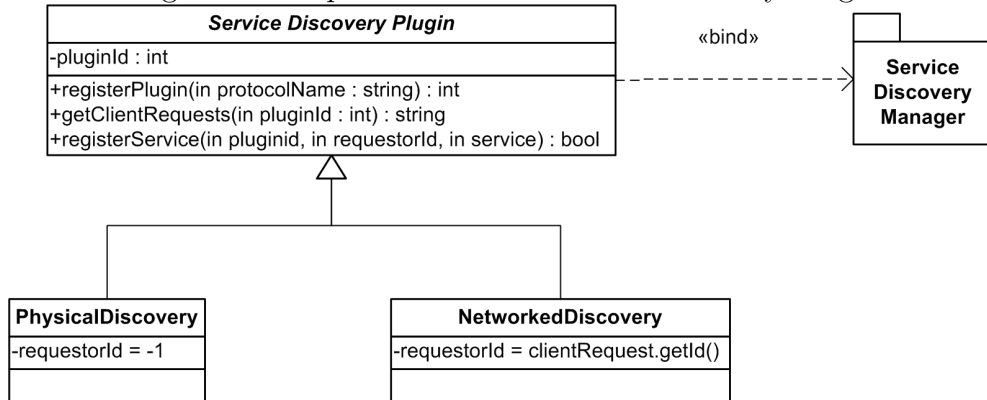 Service Discovery Plugin
-pluginId : int
+registerPlugin(in protocolName : string) : int
+getClientRequests(in pluginId : int) : string
+registerService(in pluginid, in requestorId, in service) : bool
«bind»
Service
Discovery
Manager
PhysicalDiscovery
-requestorId = -1
NetworkedDiscovery
-requestorId = clientRequest.getId()